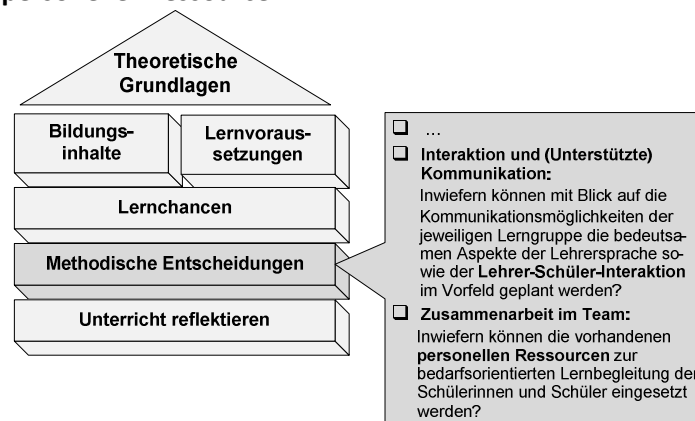 Theoretische
Grundlagen
Bildungs-
inhalte
Lernvoraus-
setzungen
Lernchancen
Methodische Entscheidungen
Unterricht reflektieren
❑ ...
❑ Interaktion und (Unterstützte)
Kommunikation:
Inwiefern können mit Blick auf die
Kommunikationsmöglichkeiten der
jeweiligen Lerngruppe die bedeutsa-
men Aspekte der Lehrersprache so-
wie der Lehrer-Schüler-Interaktion
im Vorfeld geplant werden?
❑ Zusammenarbeit im Team:
Inwiefern können die vorhandenen
personellen Ressourcen zur
bedarfsorientierten Lernbegleitung der
Schülerinnen und Schüler eingesetzt
werden?